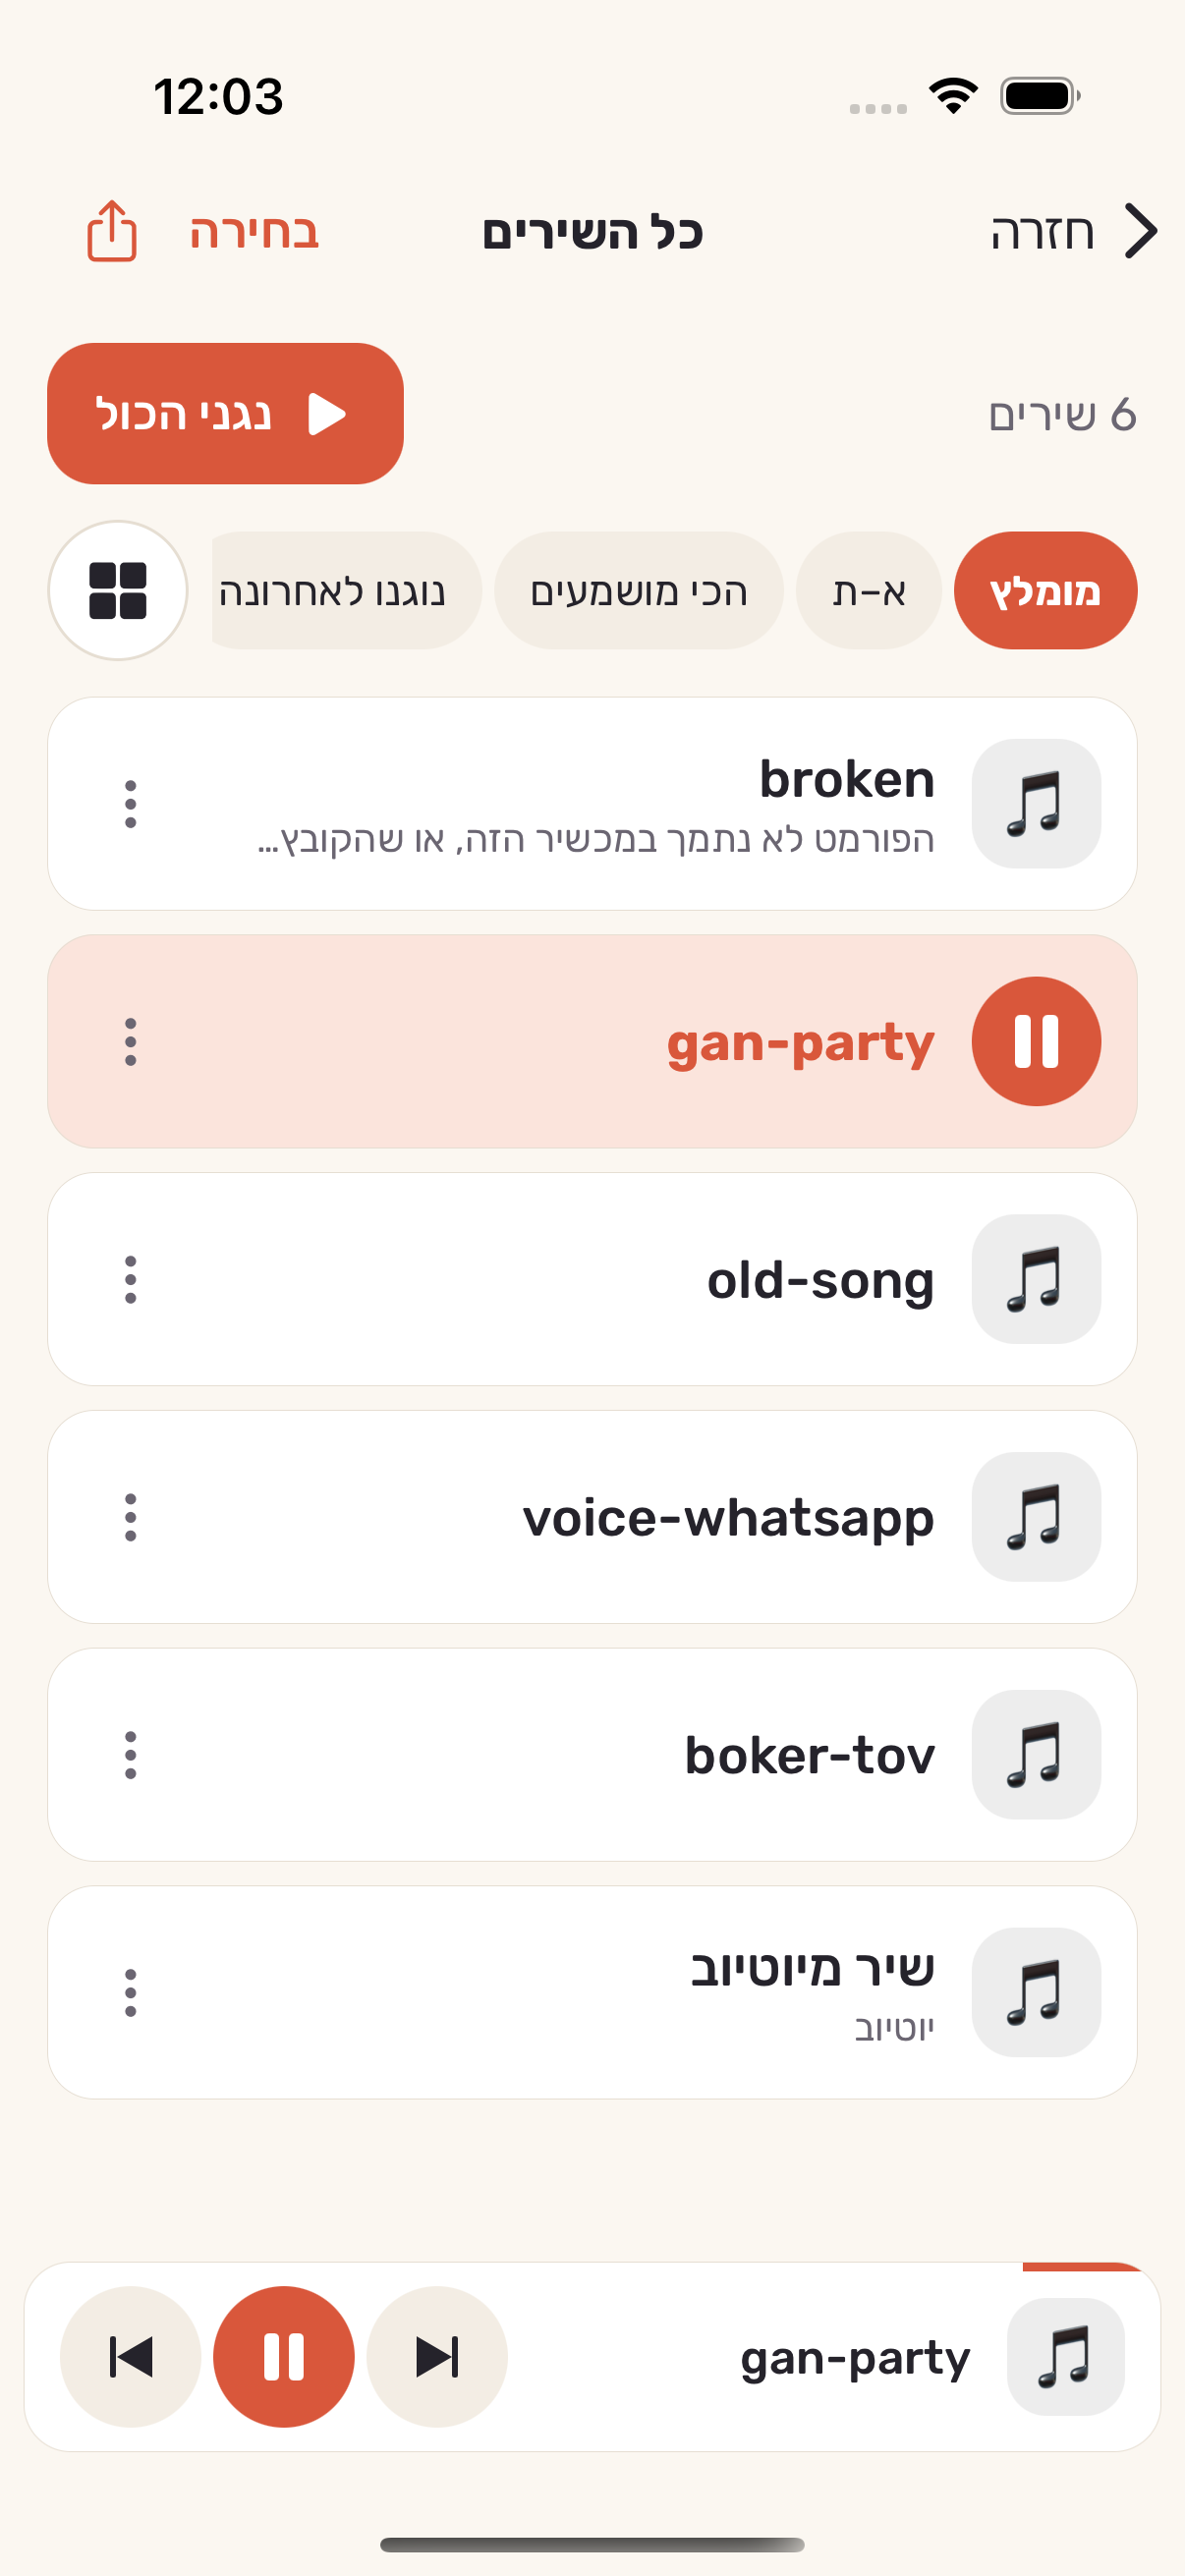 12:03
חזרה
כל השירים
בחירה
6 שירים
נגני הכול
מומלץ
א–ת
הכי מושמעים
נוגנו לאחרונה
broken
הפורמט לא נתמך במכשיר הזה, או שהקובץ...
gan-party
old-song
voice-whatsapp
boker-tov
שיר מיוטיוב
יוטיוב
gan-party